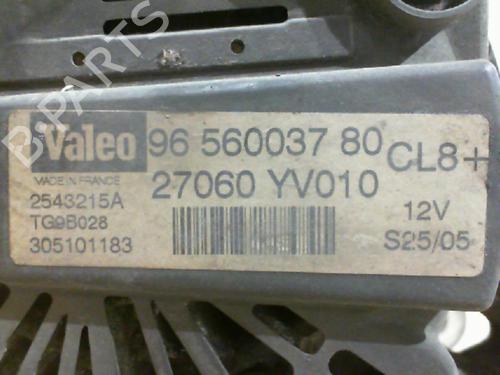 B-PARTS
Valeo 96 560037 80 CL8+
MADE IN FRANCE 27060 YV010
2543215A 12V
TG9B028
305101183 S25/05